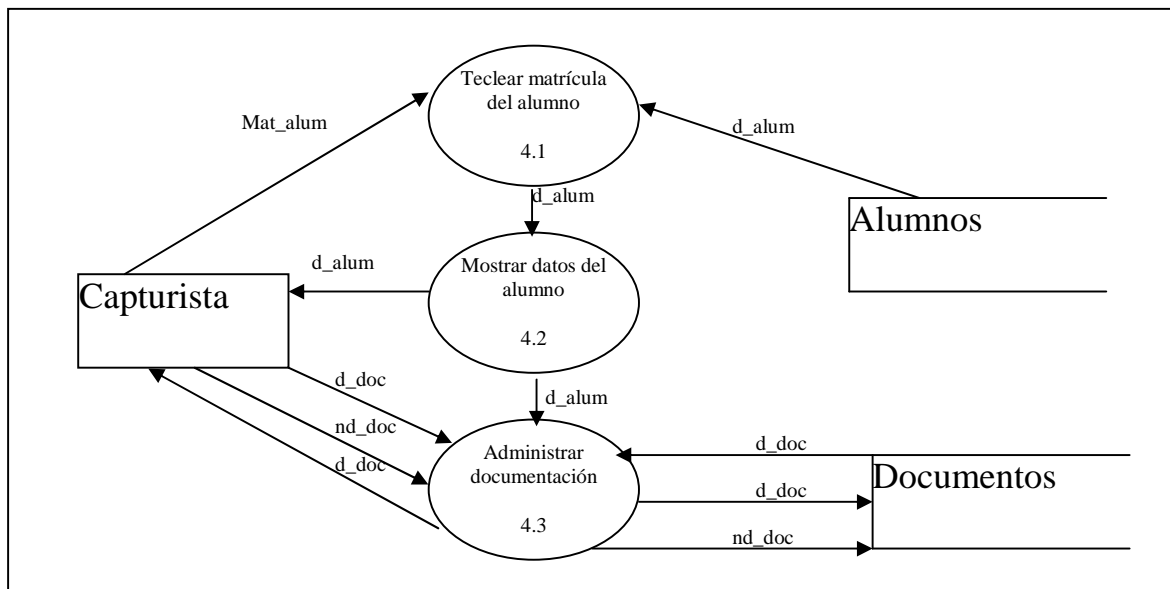 Teclear matrícula
del alumno
4.1
Mat_alum
d_alum
d_alum
Alumnos
Mostrar datos del
alumno
4.2
d_alum
Capturista
d_doc
d_alum
nd_doc
d_doc
Administrar
documentación
4.3
d_doc
Documentos
d_doc
nd_doc